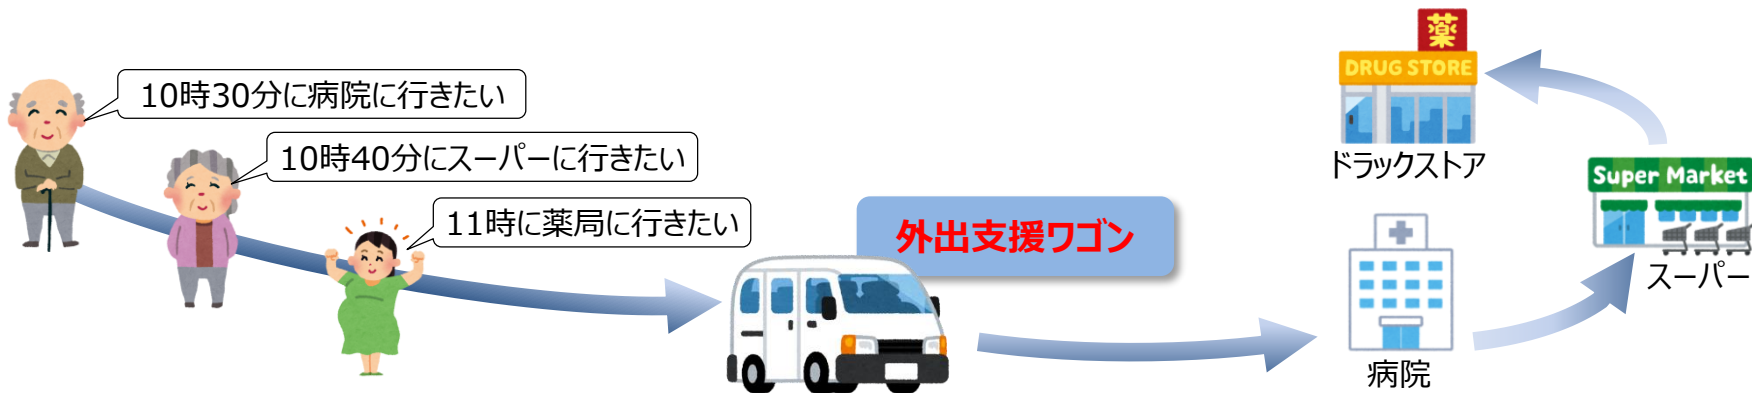 10時30分に病院に行きたい
10時40分にスーパーに行きたい
11時に薬局に行きたい
外出支援ワゴン
病院
Super Market
スーパー
薬
DRUG STORE
ドラックストア